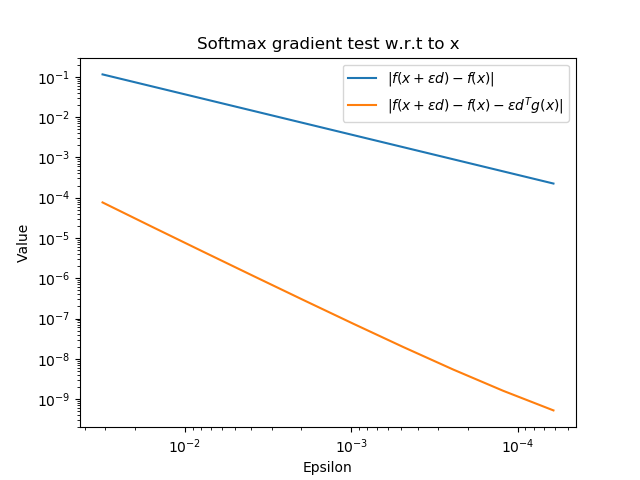 Softmax gradient test w.r.t to x
|f(x + εd) − f(x)|
|f(x + εd) − f(x) − εdᵀg(x)|
Value
10⁻¹
10⁻²
10⁻³
10⁻⁴
10⁻⁵
10⁻⁶
10⁻⁷
10⁻⁸
10⁻⁹
10⁻² 10⁻³ 10⁻⁴
Epsilon